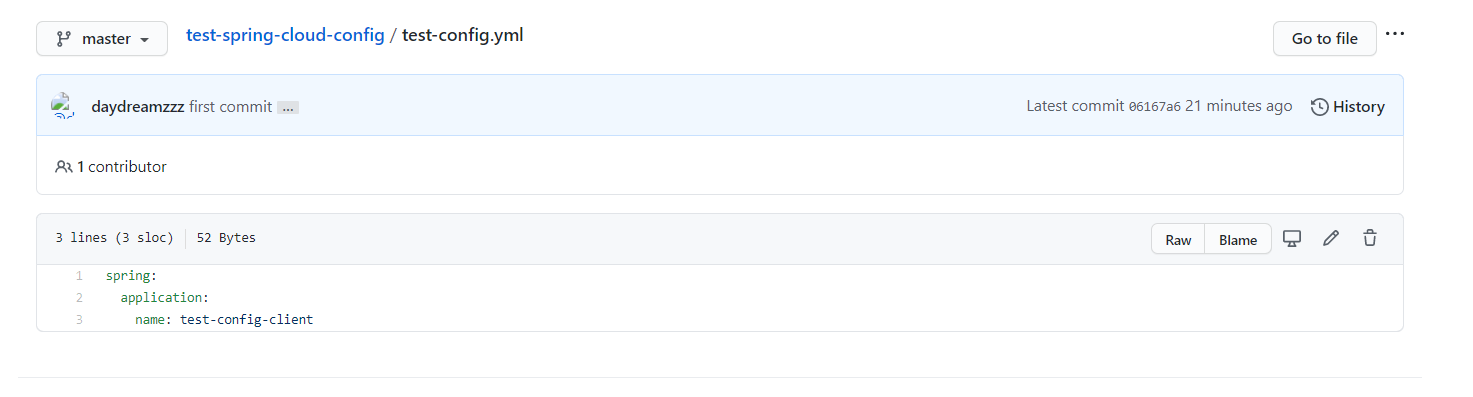 master test-spring-cloud-config / test-config.yml Go to file ...
daydreamzzz first commit ... Latest commit 06167a6 21 minutes ago History
1 contributor
3 lines (3 sloc) 52 Bytes Raw Blame
1 spring:
2   application:
3     name: test-config-client